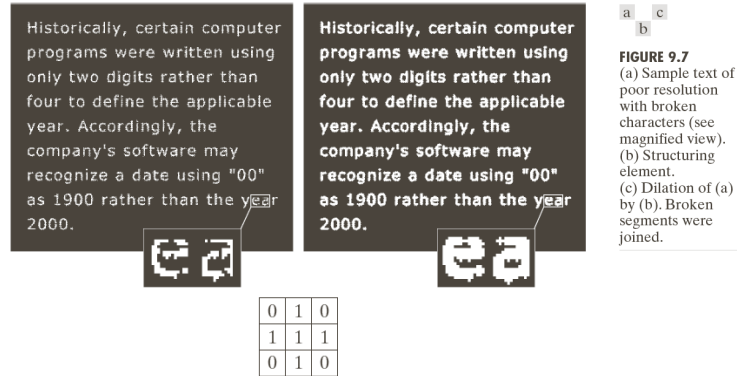 Historically, certain computer
programs were written using
only two digits rather than
four to define the applicable
year. Accordingly, the
company's software may
recognize a date using "00"
as 1900 rather than the year
2000.
e a
Historically, certain computer
programs were written using
only two digits rather than
four to define the applicable
year. Accordingly, the
company's software may
recognize a date using "00"
as 1900 rather than the year
2000.
e a
0 1 0
1 1 1
0 1 0
a c
b
FIGURE 9.7
(a) Sample text of
poor resolution
with broken
characters (see
magnified view).
(b) Structuring
element.
(c) Dilation of (a)
by (b). Broken
segments were
joined.